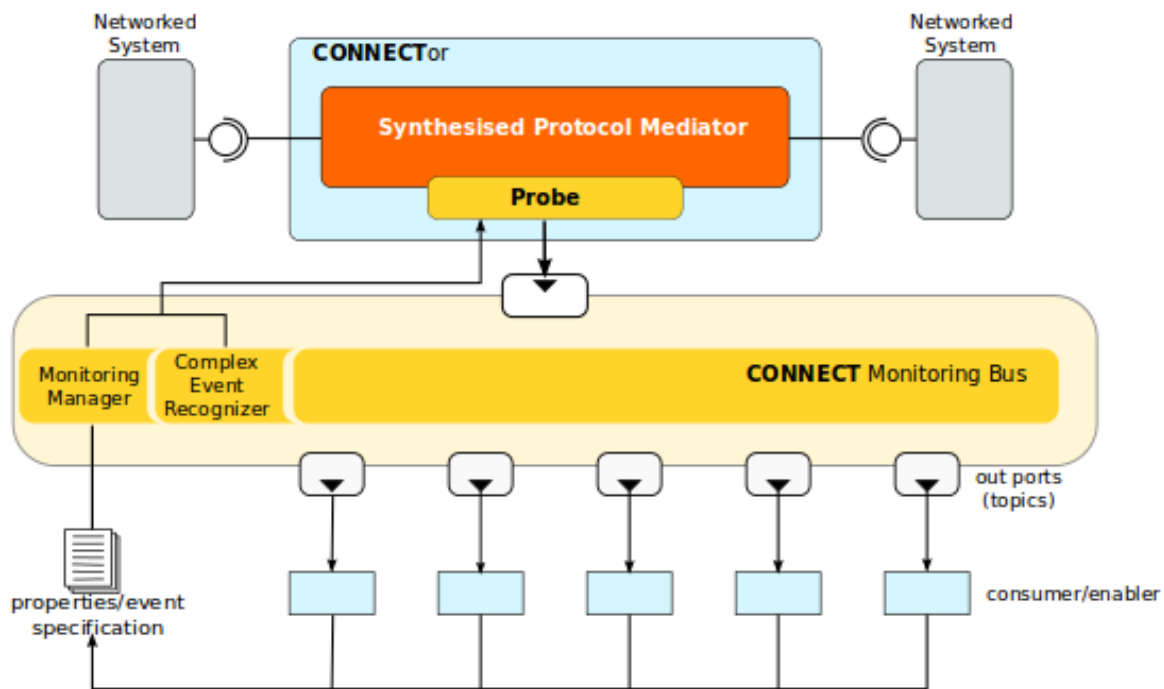 Networked
System
Networked
System
CONNECTor
Synthesised Protocol Mediator
Probe
Monitoring
Manager
Complex
Event
Recognizer
CONNECT Monitoring Bus
out ports
(topics)
properties/event
specification
consumer/enabler